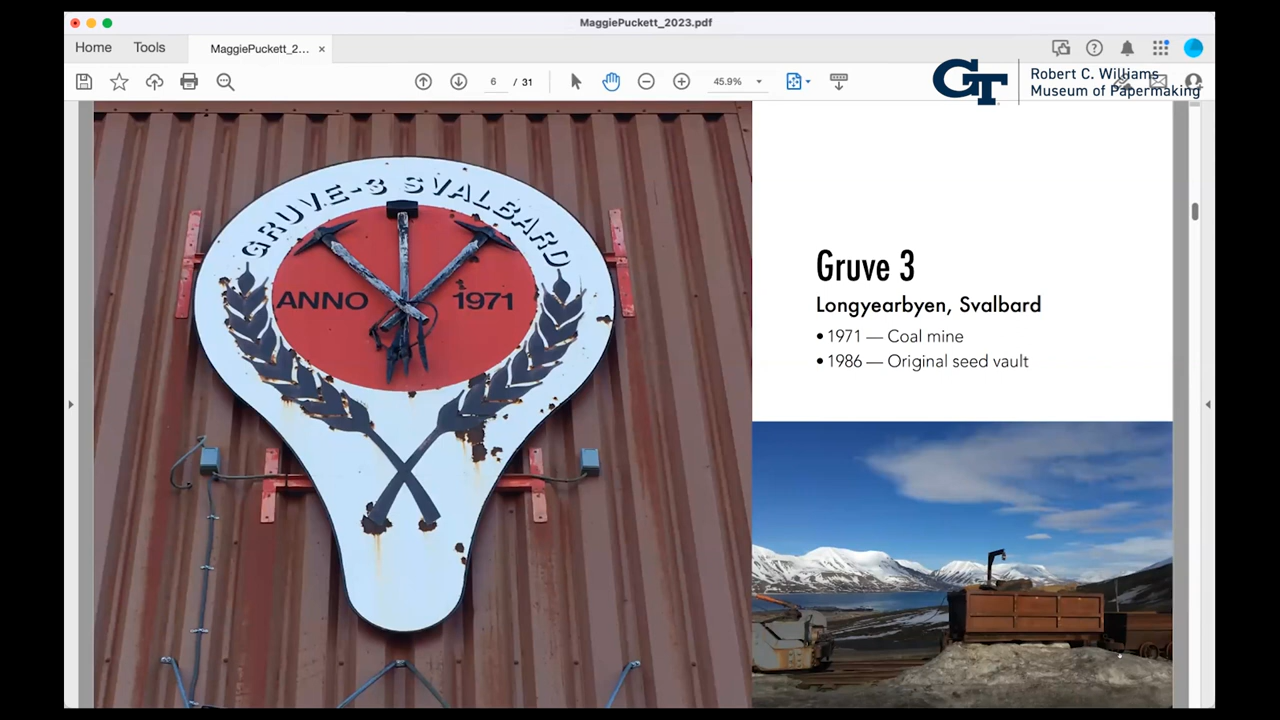 MaggiePuckett_2023.pdf
Home
Tools
MaggiePuckett_2... ×
6 / 31
45.9%
GT
Robert C. Williams
Museum of Papermaking
GRUVE-3 SVALBARD
ANNO 1971
Gruve 3
Longyearbyen, Svalbard
• 1971 — Coal mine
• 1986 — Original seed vault